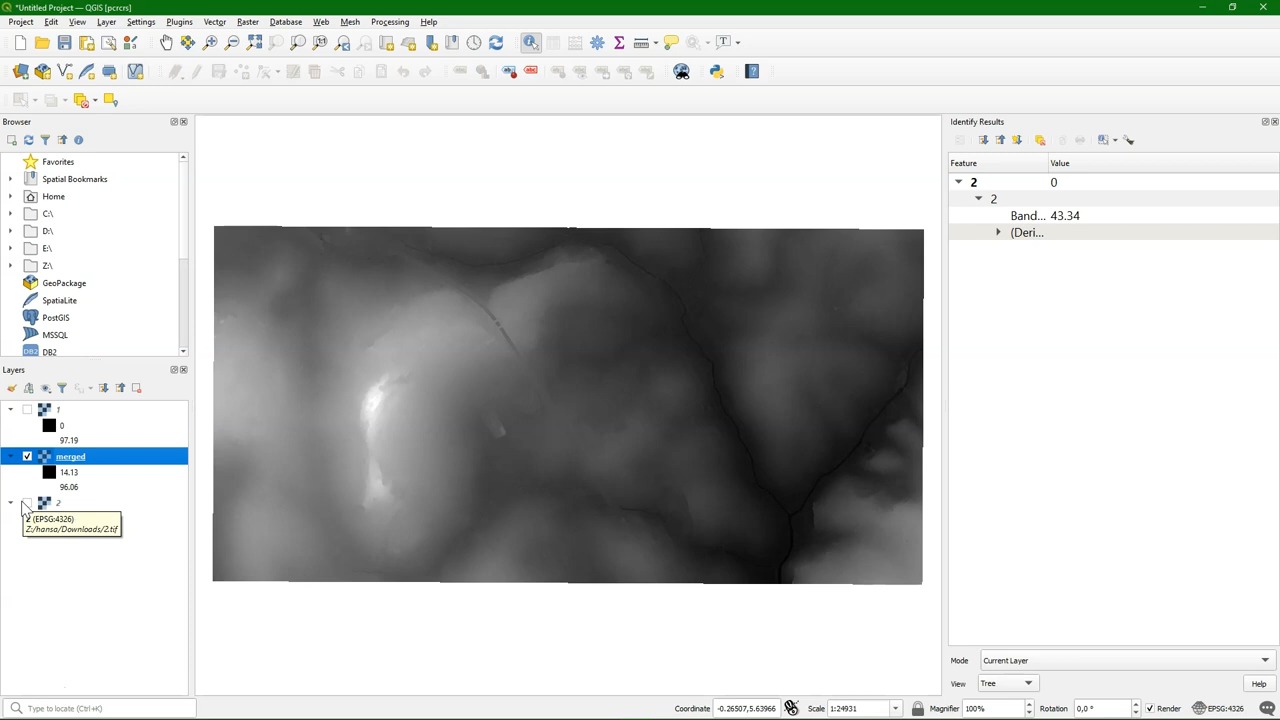 *Untitled Project — QGIS [pcrcrs]
Project Edit View Layer Settings Plugins Vector Raster Database Web Mesh Processing Help
Browser
Favorites
Spatial Bookmarks
Home
C:\
D:\
E:\
Z:\
GeoPackage
SpatiaLite
PostGIS
MSSQL
DB2 DB2
Layers
1
0
97.19
merged
14.13
96.06
2
2 (EPSG:4326)
Z:/hansa/Downloads/2.tif
Identify Results
Feature Value
2 0
2
Band... 43.34
(Deri...
Mode Current Layer
View Tree Help
Type to locate (Ctrl+K) Coordinate -0.26507,5.63966 Scale 1:24931 Magnifier 100% Rotation 0,0 ° Render EPSG:4326